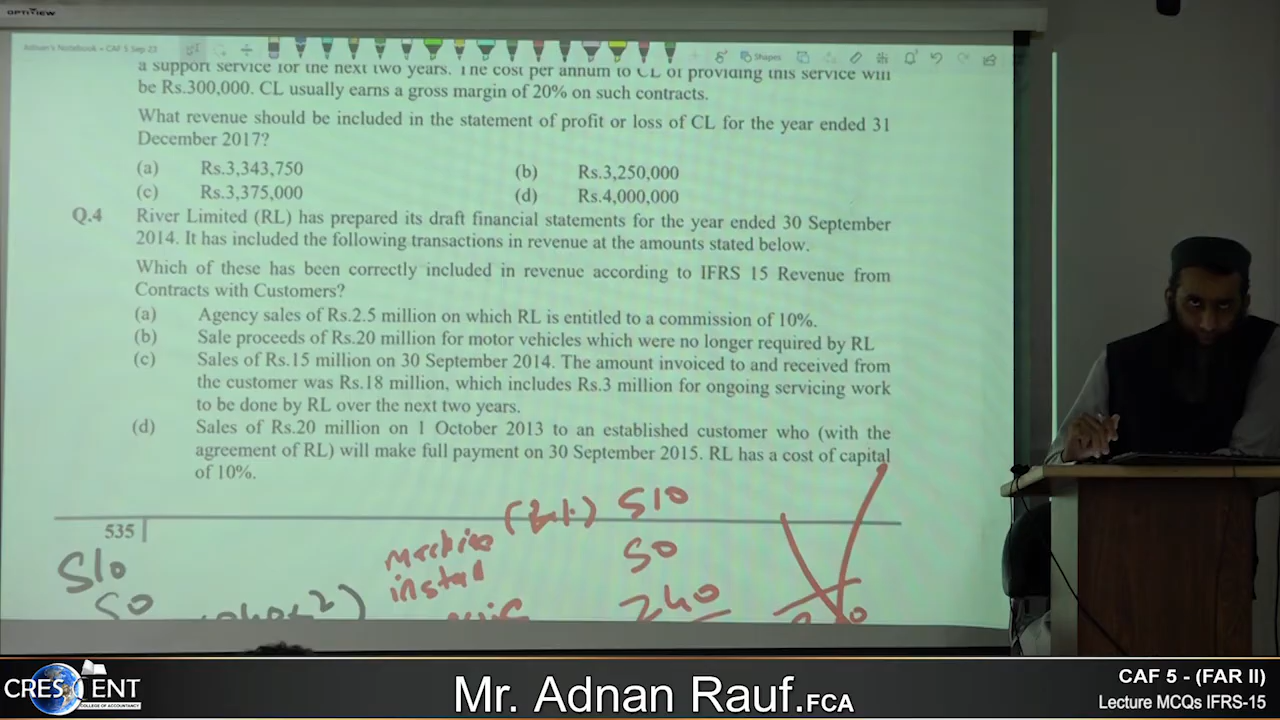 OPTIVIEW
Adnan's Notebook » CAF 5 Sep 23
Shapes
a support service for the next two years. The cost per annum to CL of providing this service will
be Rs.300,000. CL usually earns a gross margin of 20% on such contracts.
What revenue should be included in the statement of profit or loss of CL for the year ended 31
December 2017?
(a) Rs.3,343,750 (b) Rs.3,250,000
(c) Rs.3,375,000 (d) Rs.4,000,000
Q.4 River Limited (RL) has prepared its draft financial statements for the year ended 30 September
2014. It has included the following transactions in revenue at the amounts stated below.
Which of these has been correctly included in revenue according to IFRS 15 Revenue from
Contracts with Customers?
(a) Agency sales of Rs.2.5 million on which RL is entitled to a commission of 10%.
(b) Sale proceeds of Rs.20 million for motor vehicles which were no longer required by RL
(c) Sales of Rs.15 million on 30 September 2014. The amount invoiced to and received from
the customer was Rs.18 million, which includes Rs.3 million for ongoing servicing work
to be done by RL over the next two years.
(d) Sales of Rs.20 million on 1 October 2013 to an established customer who (with the
agreement of RL) will make full payment on 30 September 2015. RL has a cost of capital
of 10%.
535
machine 510
510 instal 50
50 240
CRESCENT
COLLEGE OF ACCOUNTANCY
Mr. Adnan Rauf.FCA
CAF 5 - (FAR II)
Lecture MCQs IFRS-15